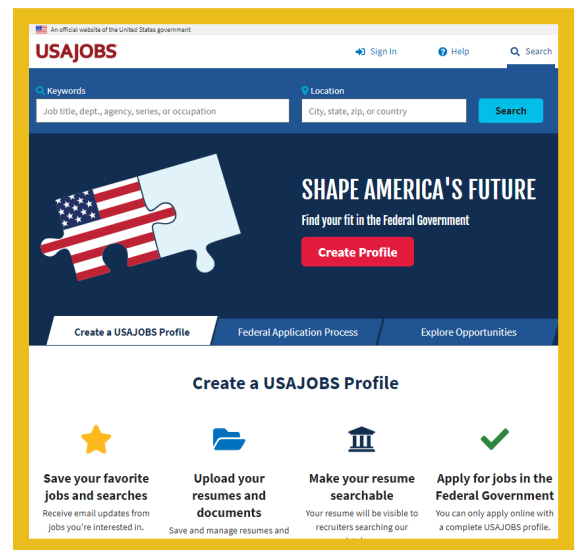 An official website of the United States government
USAJOBS
Sign In
Help
Search
Keywords
Location
Job title, dept., agency, series, or occupation
City, state, zip, or country
Search
SHAPE AMERICA'S FUTURE
Find your fit in the Federal Government
Create Profile
Create a USAJOBS Profile
Federal Application Process
Explore Opportunities
Create a USAJOBS Profile
Save your favorite
jobs and searches
Receive email updates from
jobs you're interested in.
Upload your
resumes and
documents
Save and manage resumes and
Make your resume
searchable
Your resume will be visible to
recruiters searching our
Apply for jobs in the
Federal Government
You can only apply online with
a complete USAJOBS profile.